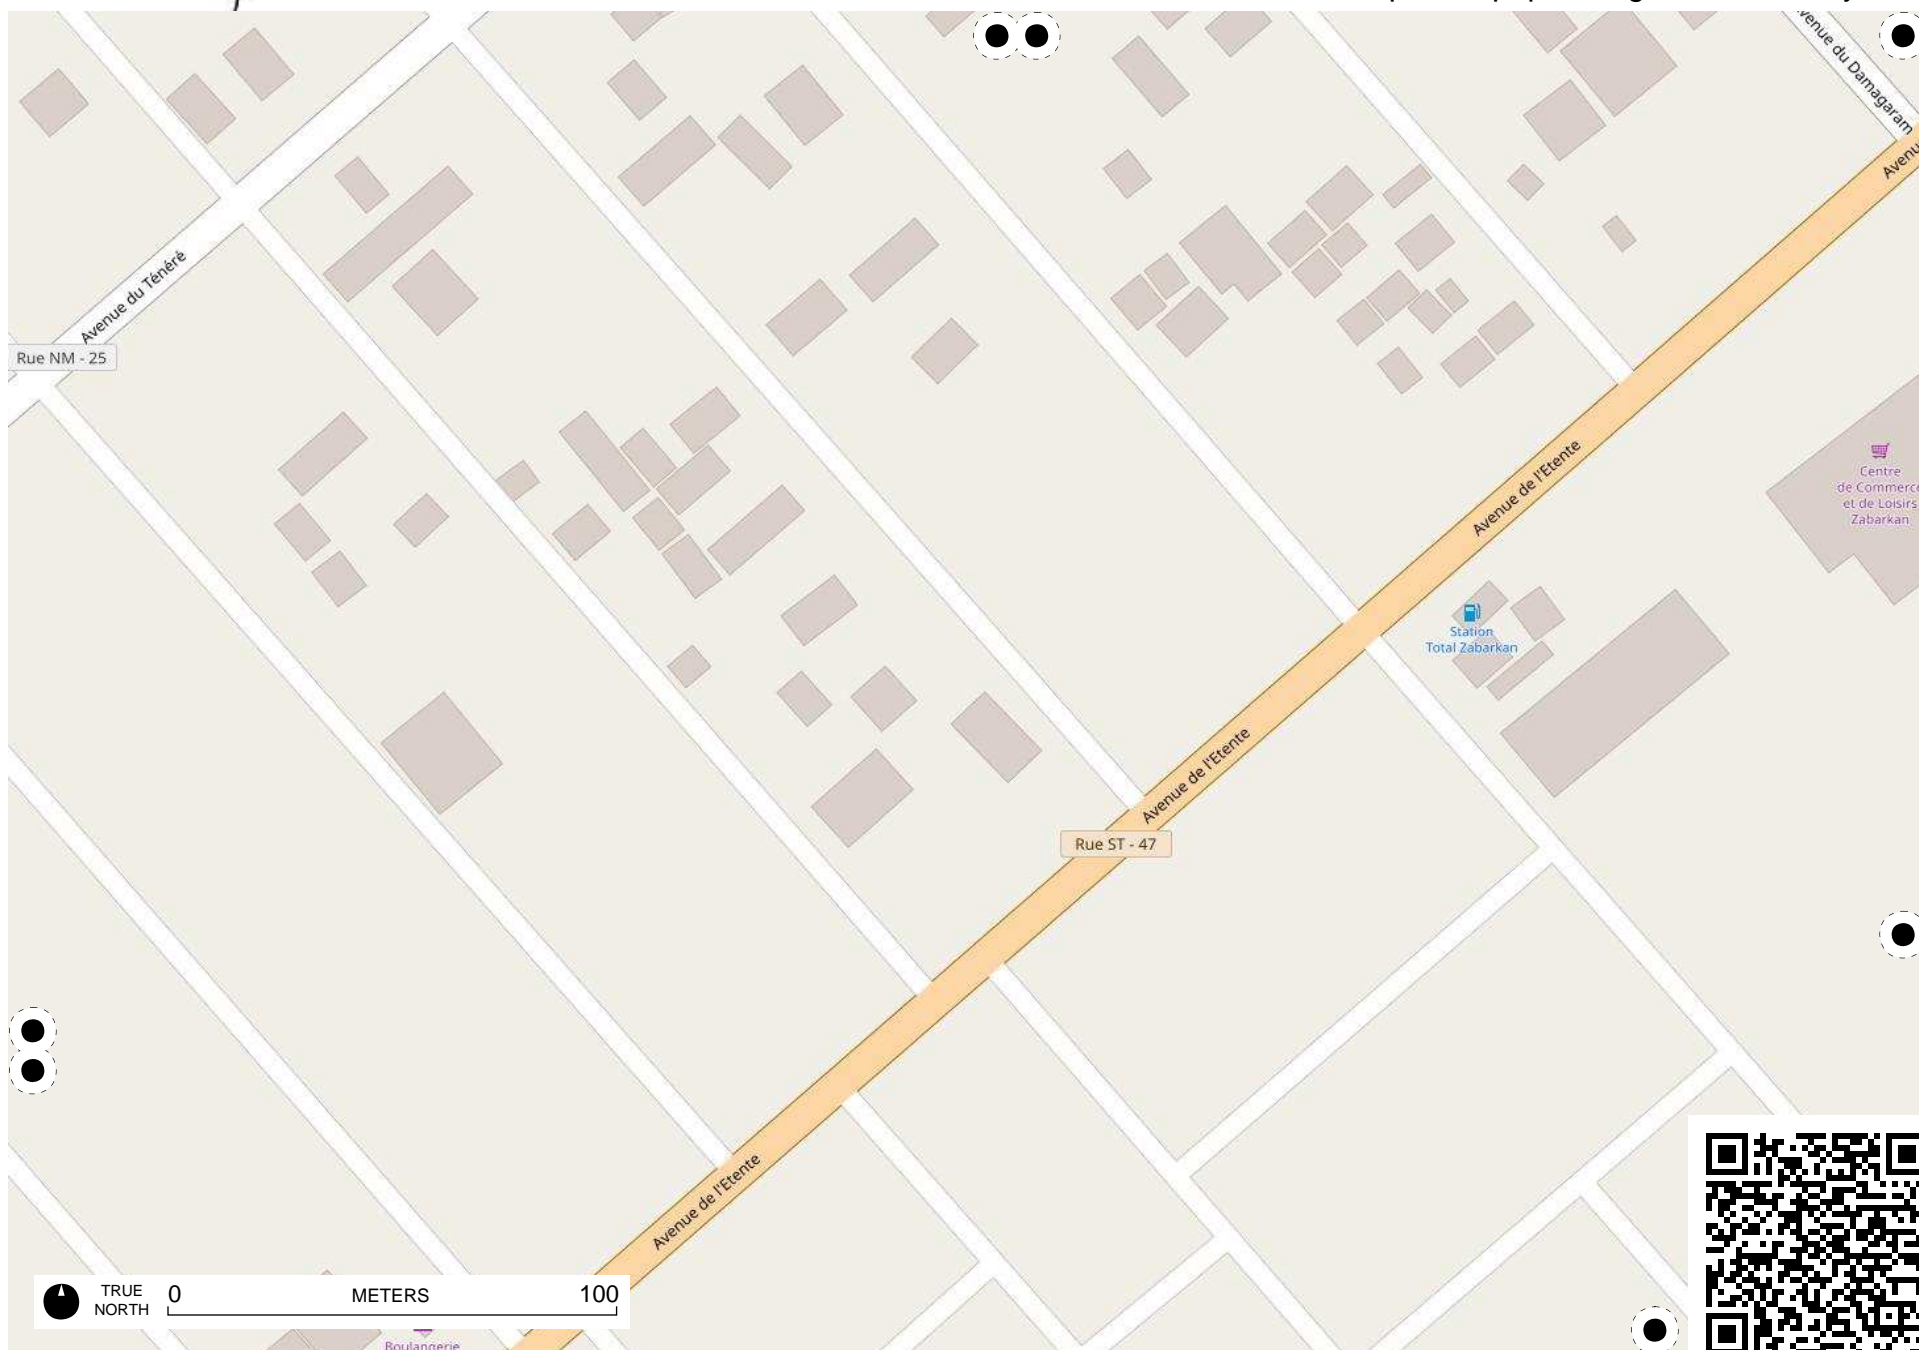 Avenue du Damagaram
Avenue du Ténéré
Rue NM - 25
Avenue de l'Etente
Centre
de Commerce
et de Loisirs
Zabarkan
Station
Total Zabarkan
Avenue de l'Etente
Rue ST - 47
Avenue de l'Etente
TRUE
NORTH
0
METERS
100
Boulangerie